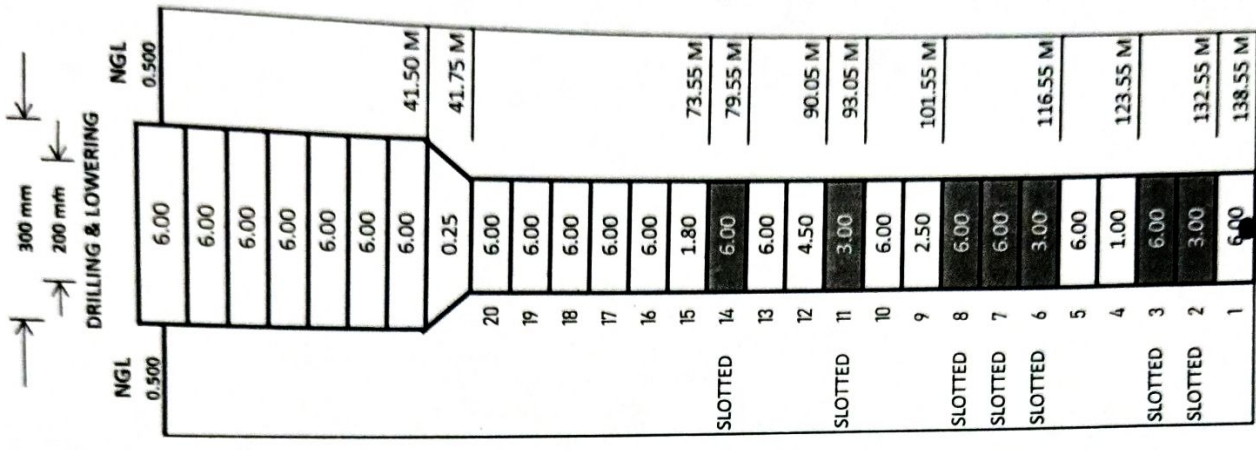 300 mm
200 mm
DRILLING & LOWERING
NGL
0.500
NGL
0.500
6.00
6.00
6.00
6.00
6.00
6.00
6.00
41.50 M
0.25
41.75 M
20 6.00
19 6.00
18 6.00
17 6.00
16 6.00
15 1.80 73.55 M
SLOTTED 14 6.00 79.55 M
13 6.00
12 4.50 90.05 M
SLOTTED 11 3.00 93.05 M
10 6.00
9 2.50 101.55 M
SLOTTED 8 6.00
SLOTTED 7 6.00
SLOTTED 6 3.00 116.55 M
5 6.00
4 1.00 123.55 M
SLOTTED 3 6.00
SLOTTED 2 3.00 132.55 M
1 6.00 138.55 M